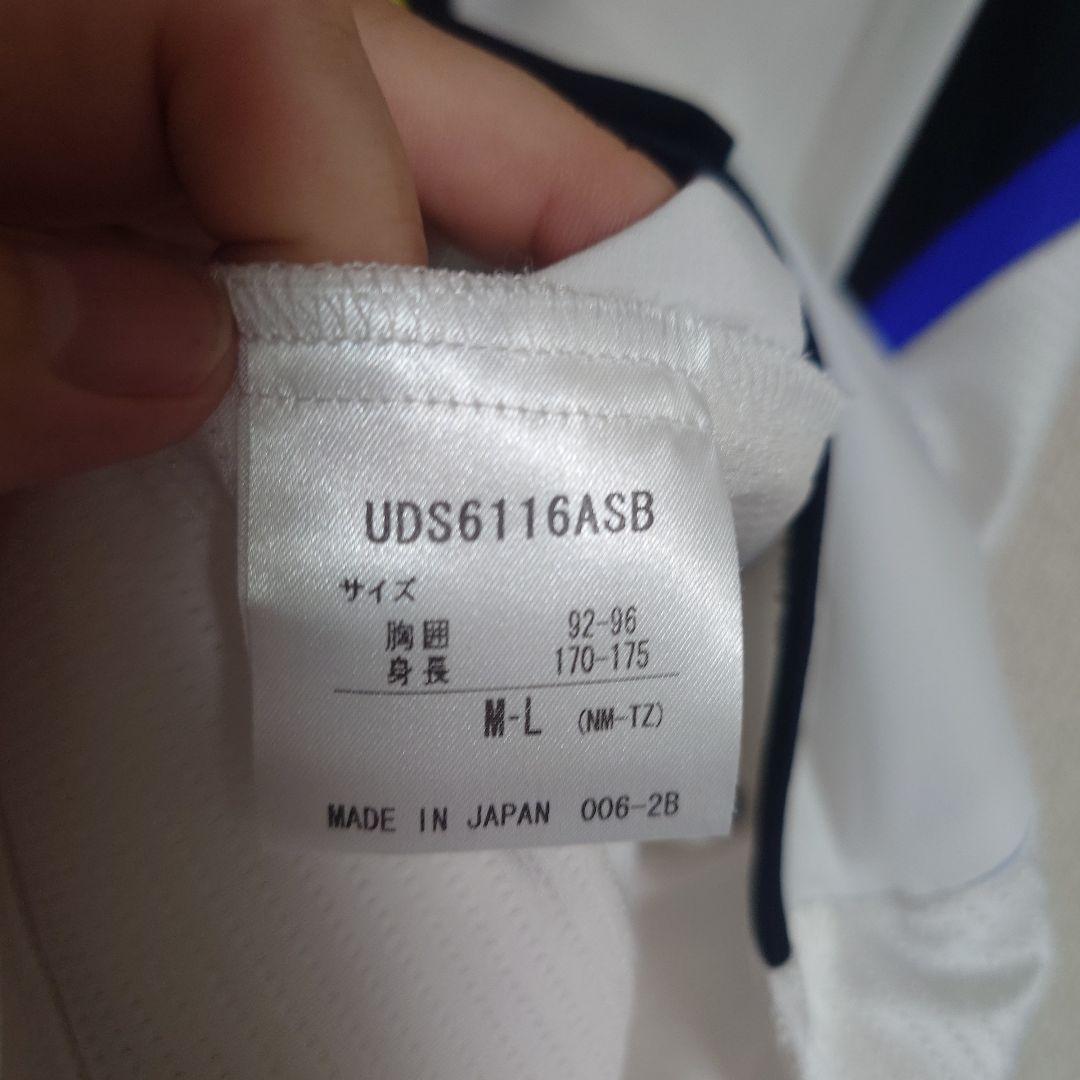 UDS6116ASB
サイズ
胸囲 92-96
身長 170-175
M-L (NM-TZ)
MADE IN JAPAN 006-2B